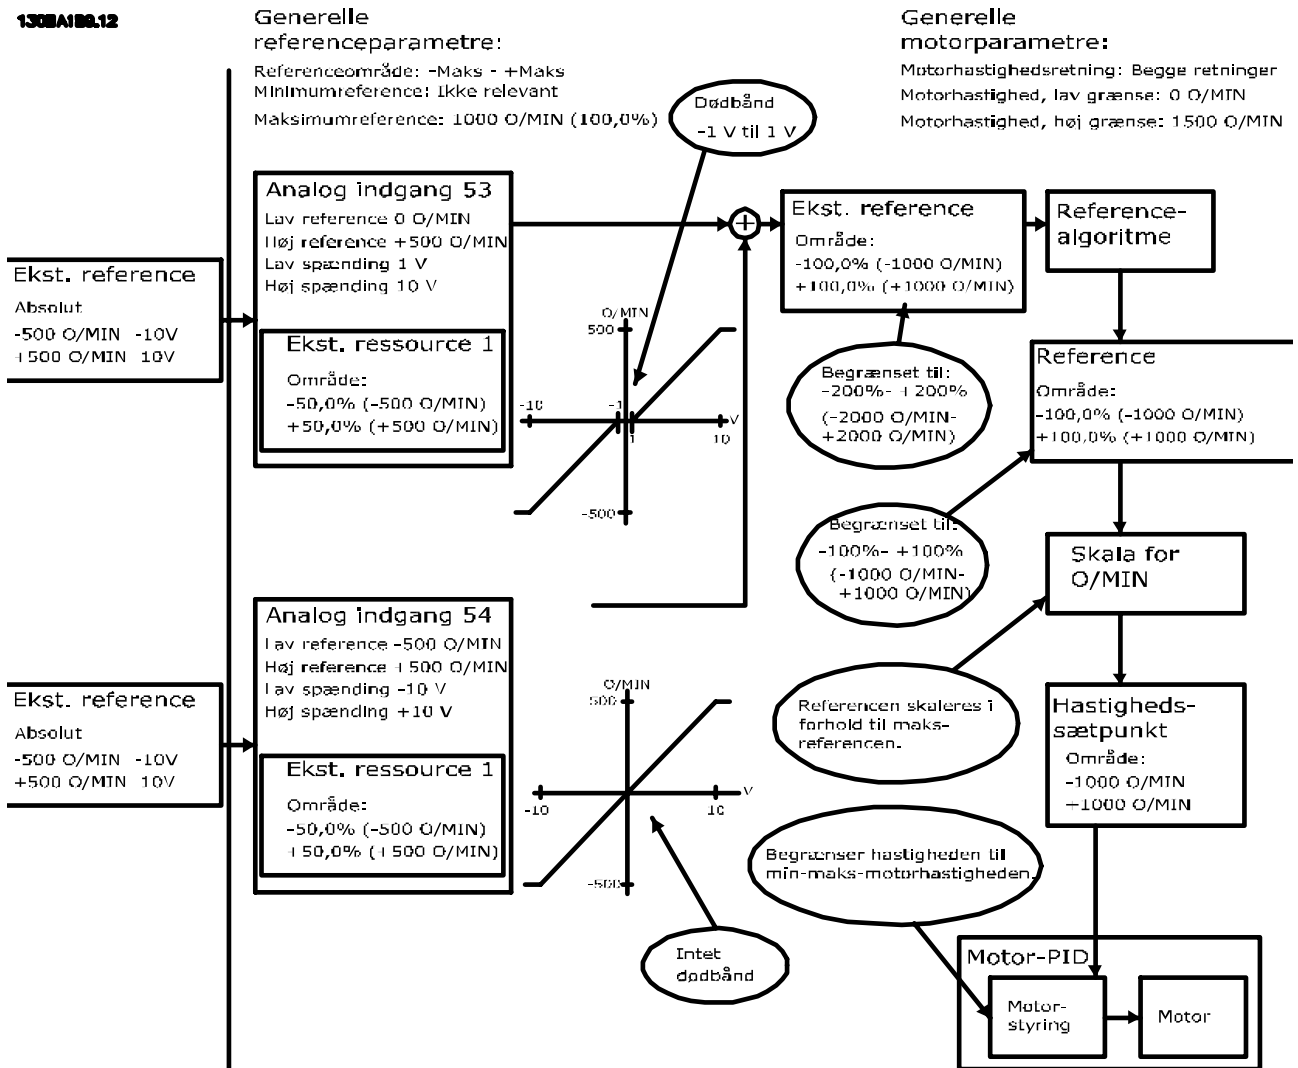 130BA189.12
Generelle
referenceparametre:
Referenceområde: -Maks - +Maks
Minimumreference: Ikke relevant
Maksimumreference: 1000 O/MIN (100,0%)
Generelle
motorparametre:
Motorhastighedsretning: Begge retninger
Motorhastighed, lav grænse: 0 O/MIN
Motorhastighed, høj grænse: 1500 O/MIN
Dødbånd
-1 V til 1 V
Ekst. reference
Absolut
-500 O/MIN -10V
+500 O/MIN 10V
Analog indgang 53
Lav reference 0 O/MIN
Høj reference +500 O/MIN
Lav spænding 1 V
Høj spænding 10 V
Ekst. ressource 1
Område:
-50,0% (-500 O/MIN)
+50,0% (+500 O/MIN)
O/MIN
500
-10
-1
V
1
10
-500
+
Ekst. reference
Område:
-100,0% (-1000 O/MIN)
+100,0% (+1000 O/MIN)
Reference-
algoritme
Begrænset til:
-200%- +200%
(-2000 O/MIN-
+2000 O/MIN)
Reference
Område:
-100,0% (-1000 O/MIN)
+100,0% (+1000 O/MIN)
Begrænset til:
-100%- +100%
(-1000 O/MIN-
+1000 O/MIN)
Skala for
O/MIN
Ekst. reference
Absolut
-500 O/MIN -10V
+500 O/MIN 10V
Analog indgang 54
Lav reference -500 O/MIN
Høj reference +500 O/MIN
Lav spænding -10 V
Høj spænding +10 V
Ekst. ressource 1
Område:
-50,0% (-500 O/MIN)
+50,0% (+500 O/MIN)
O/MIN
500
V
-10
10
-500
Intet
dødbånd
Referencen skaleres i
forhold til maks-
referencen.
Hastigheds-
sætpunkt
Område:
-1000 O/MIN
+1000 O/MIN
Begrænser hastigheden til
min-maks-motorhastigheden.
Motor-PID
Motor-
styring
Motor